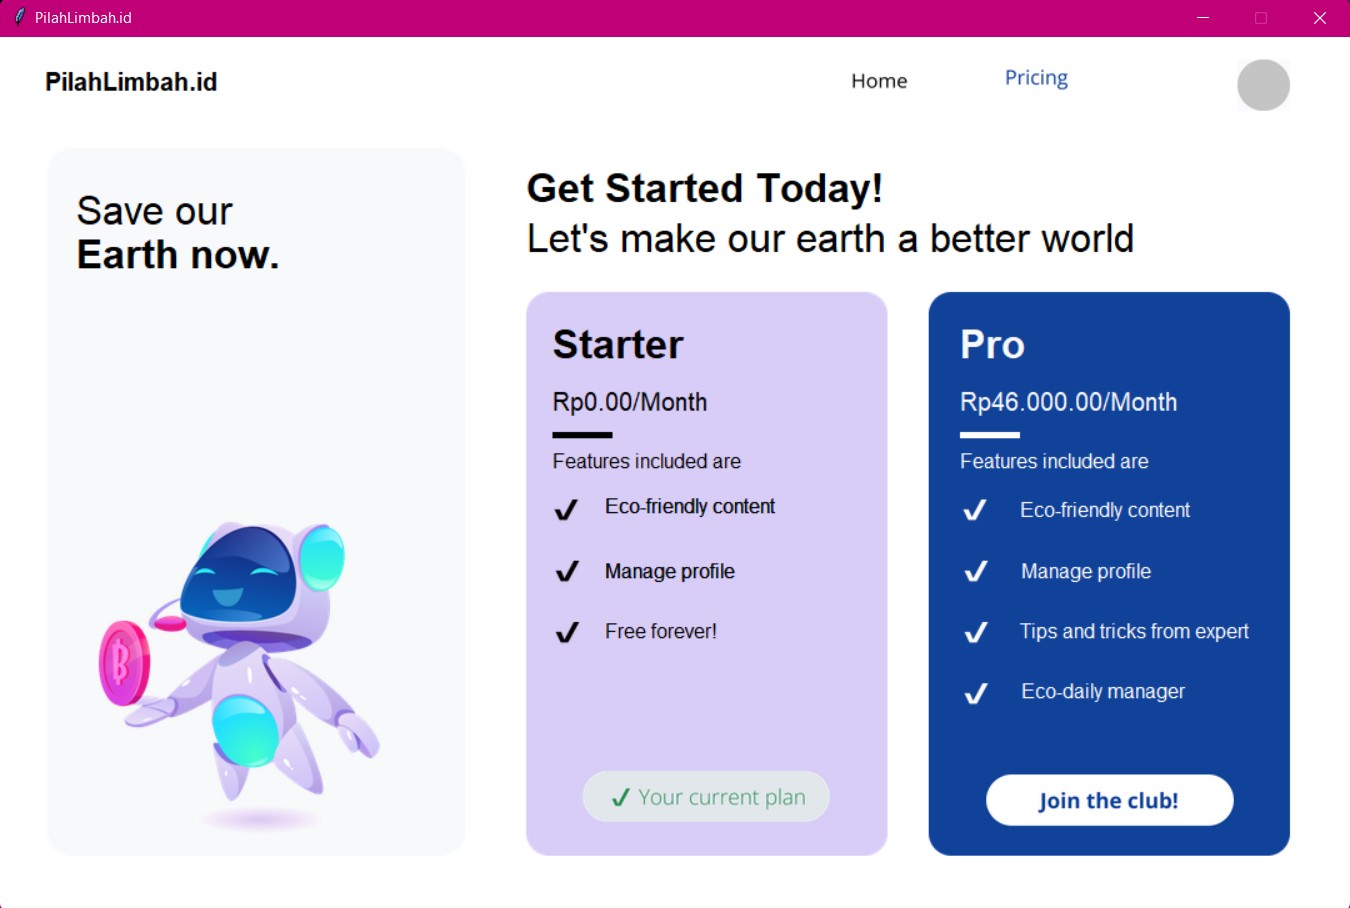 PilahLimbah.id
PilahLimbah.id
Home
Pricing
Save our
Earth now.
Get Started Today!
Let's make our earth a better world
Starter
Rp0.00/Month
Features included are
✓ Eco-friendly content
✓ Manage profile
✓ Free forever!
✓ Your current plan
Pro
Rp46.000.00/Month
Features included are
✓ Eco-friendly content
✓ Manage profile
✓ Tips and tricks from expert
✓ Eco-daily manager
Join the club!